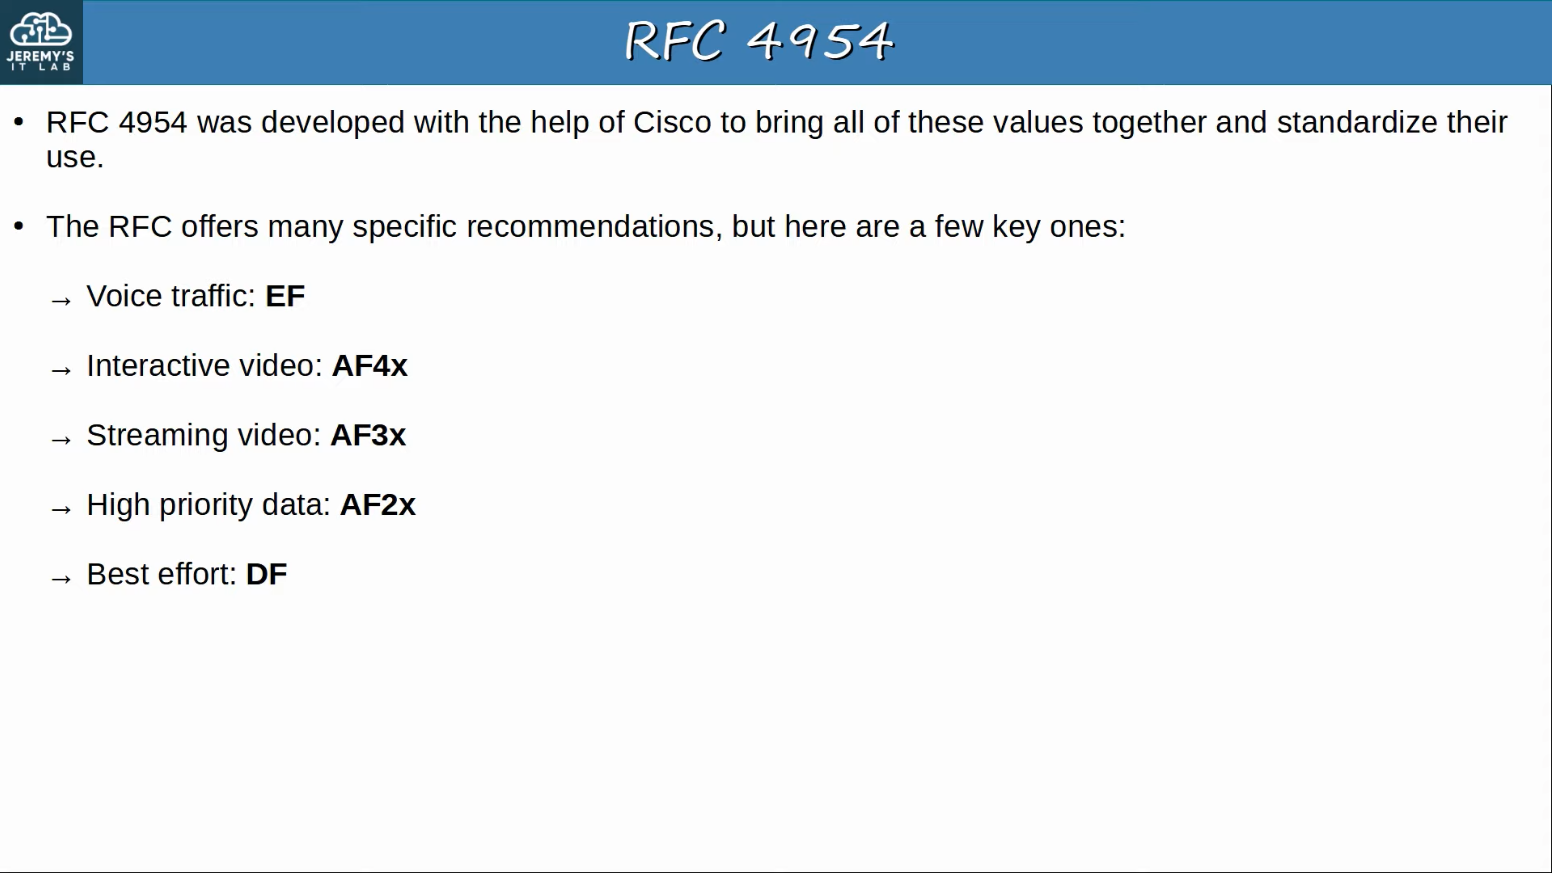 JEREMY'S
IT LAB
RFC 4954
• RFC 4954 was developed with the help of Cisco to bring all of these values together and standardize their
use.
• The RFC offers many specific recommendations, but here are a few key ones:
→ Voice traffic: EF
→ Interactive video: AF4x
→ Streaming video: AF3x
→ High priority data: AF2x
→ Best effort: DF